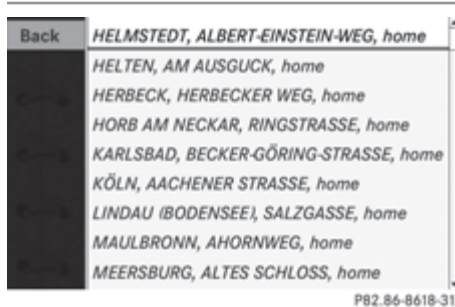 Back
HELMSTEDT, ALBERT-EINSTEIN-WEG, home
HELTEN, AM AUSGUCK, home
HERBECK, HERBECKER WEG, home
HORB AM NECKAR, RINGSTRASSE, home
KARLSBAD, BECKER-GÖRING-STRASSE, home
KÖLN, AACHENER STRASSE, home
LINDAU (BODENSEE), SALZGASSE, home
MAULBRONN, AHORNWEG, home
MEERSBURG, ALTES SCHLOSS, home
P82.86-8618-31